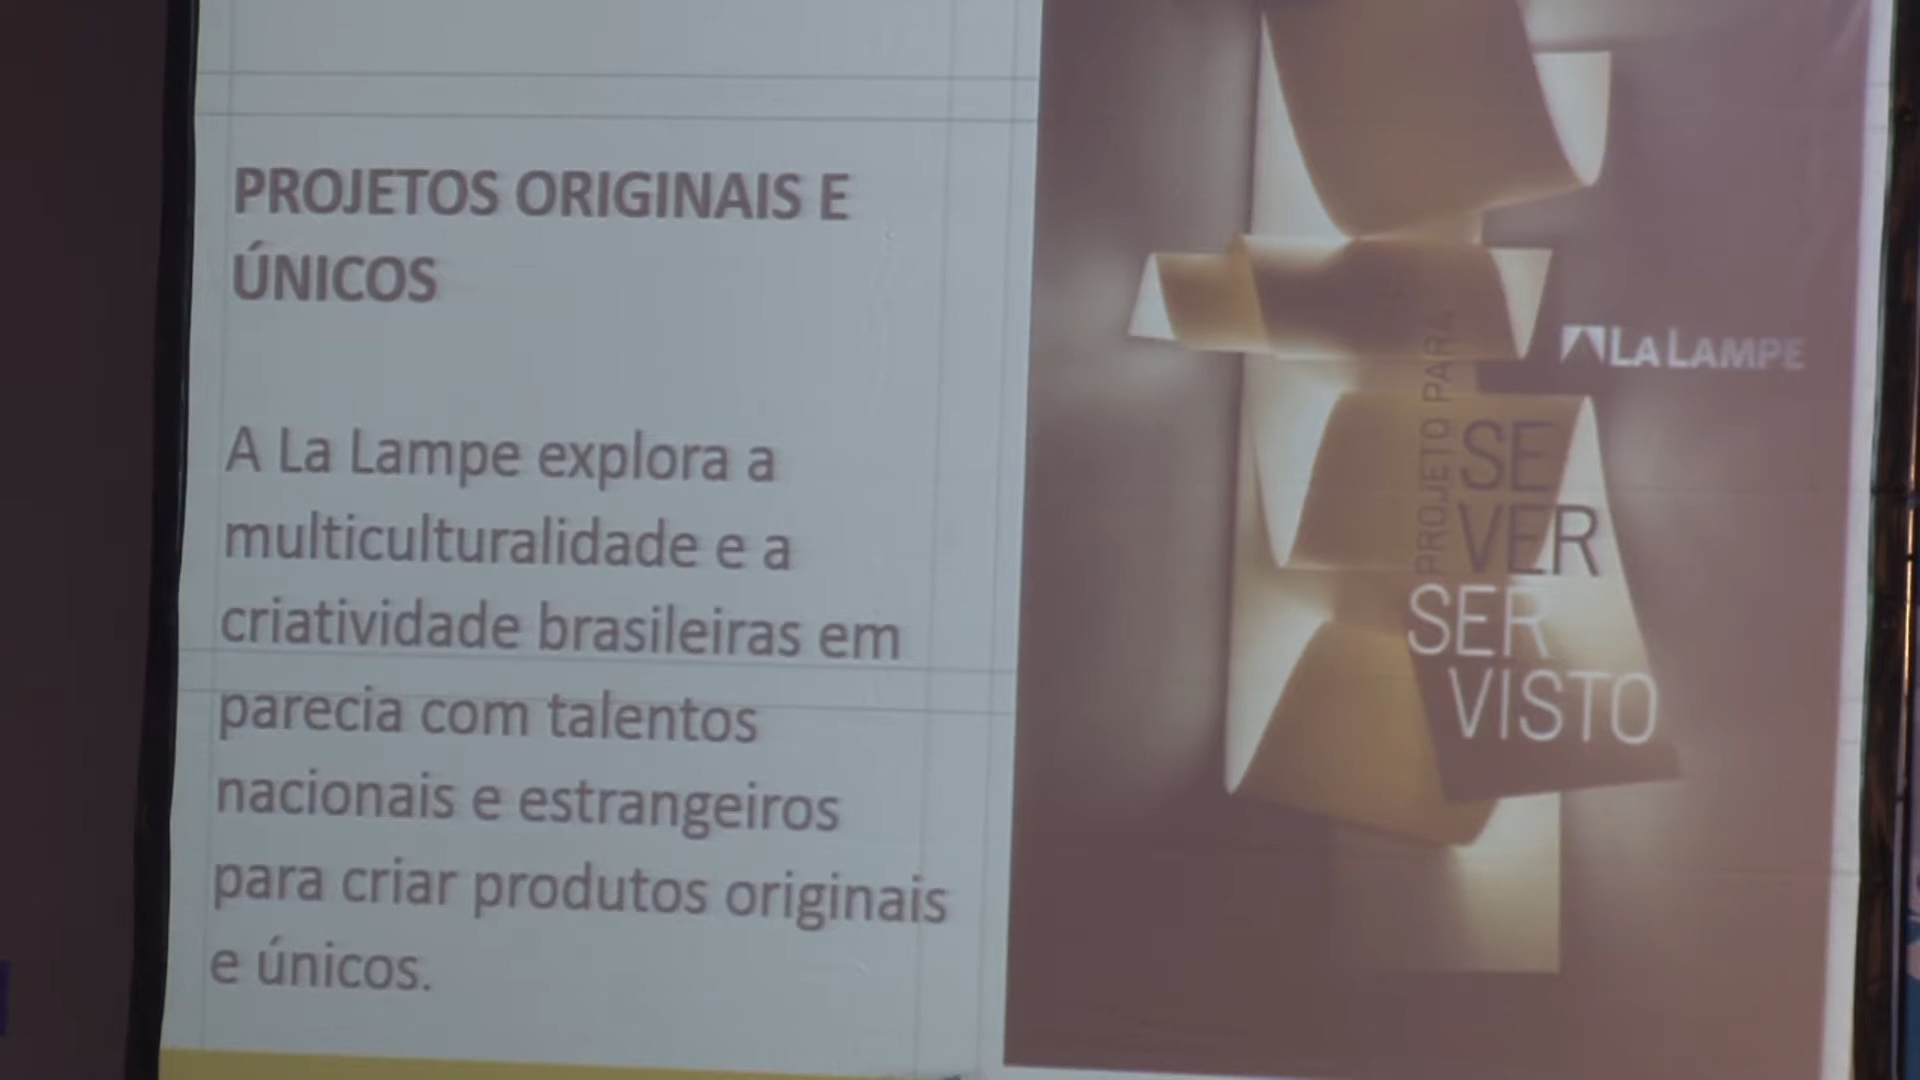 PROJETOS ORIGINAIS E
ÚNICOS
A La Lampe explora a
multiculturalidade e a
criatividade brasileiras em
parecia com talentos
nacionais e estrangeiros
para criar produtos originais
e únicos.
LA LAMPE
PROJETO PARA
SE
VER
SER
VISTO